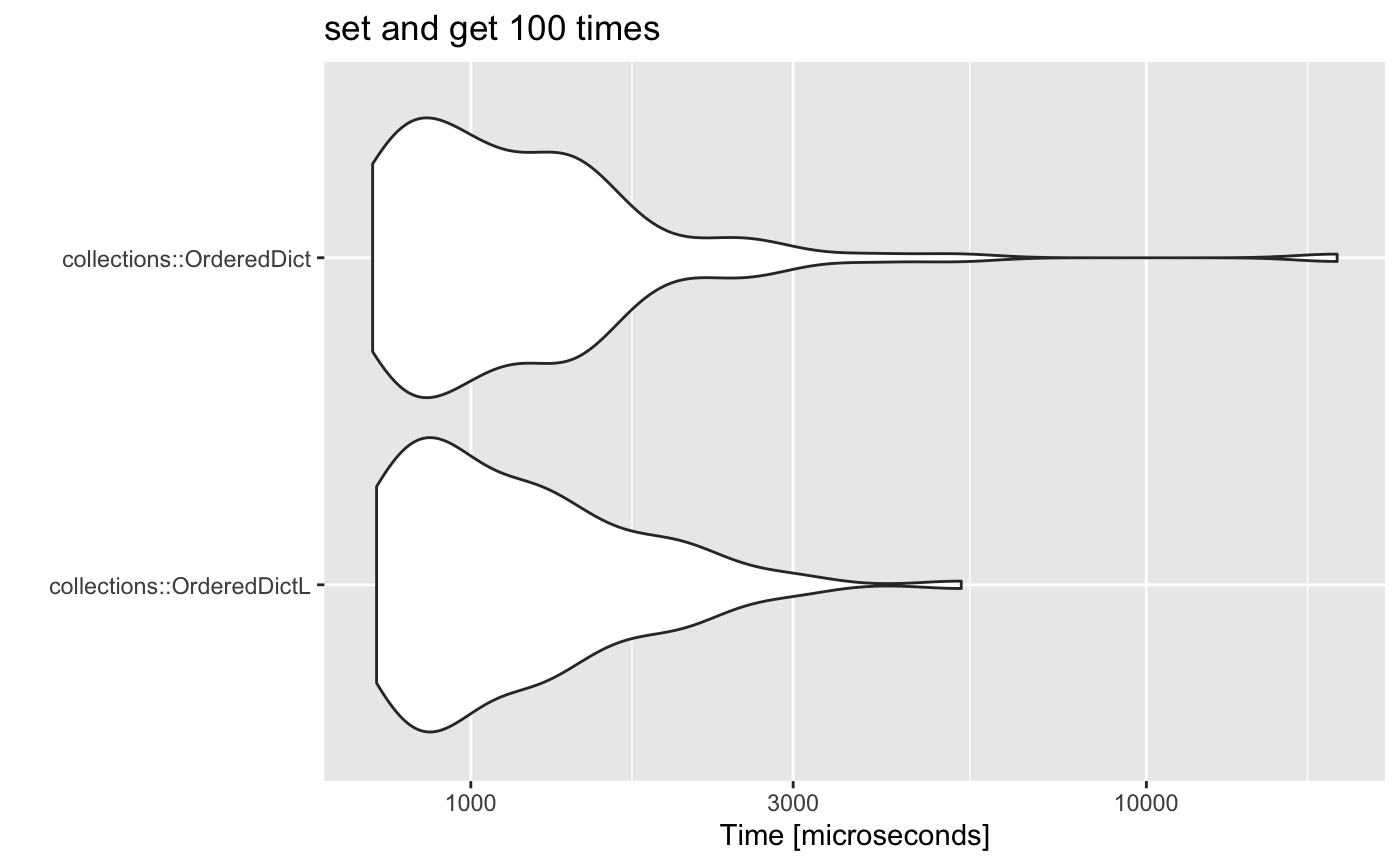 set and get 100 times
collections::OrderedDict
collections::OrderedDictL
1000 3000 10000
Time [microseconds]